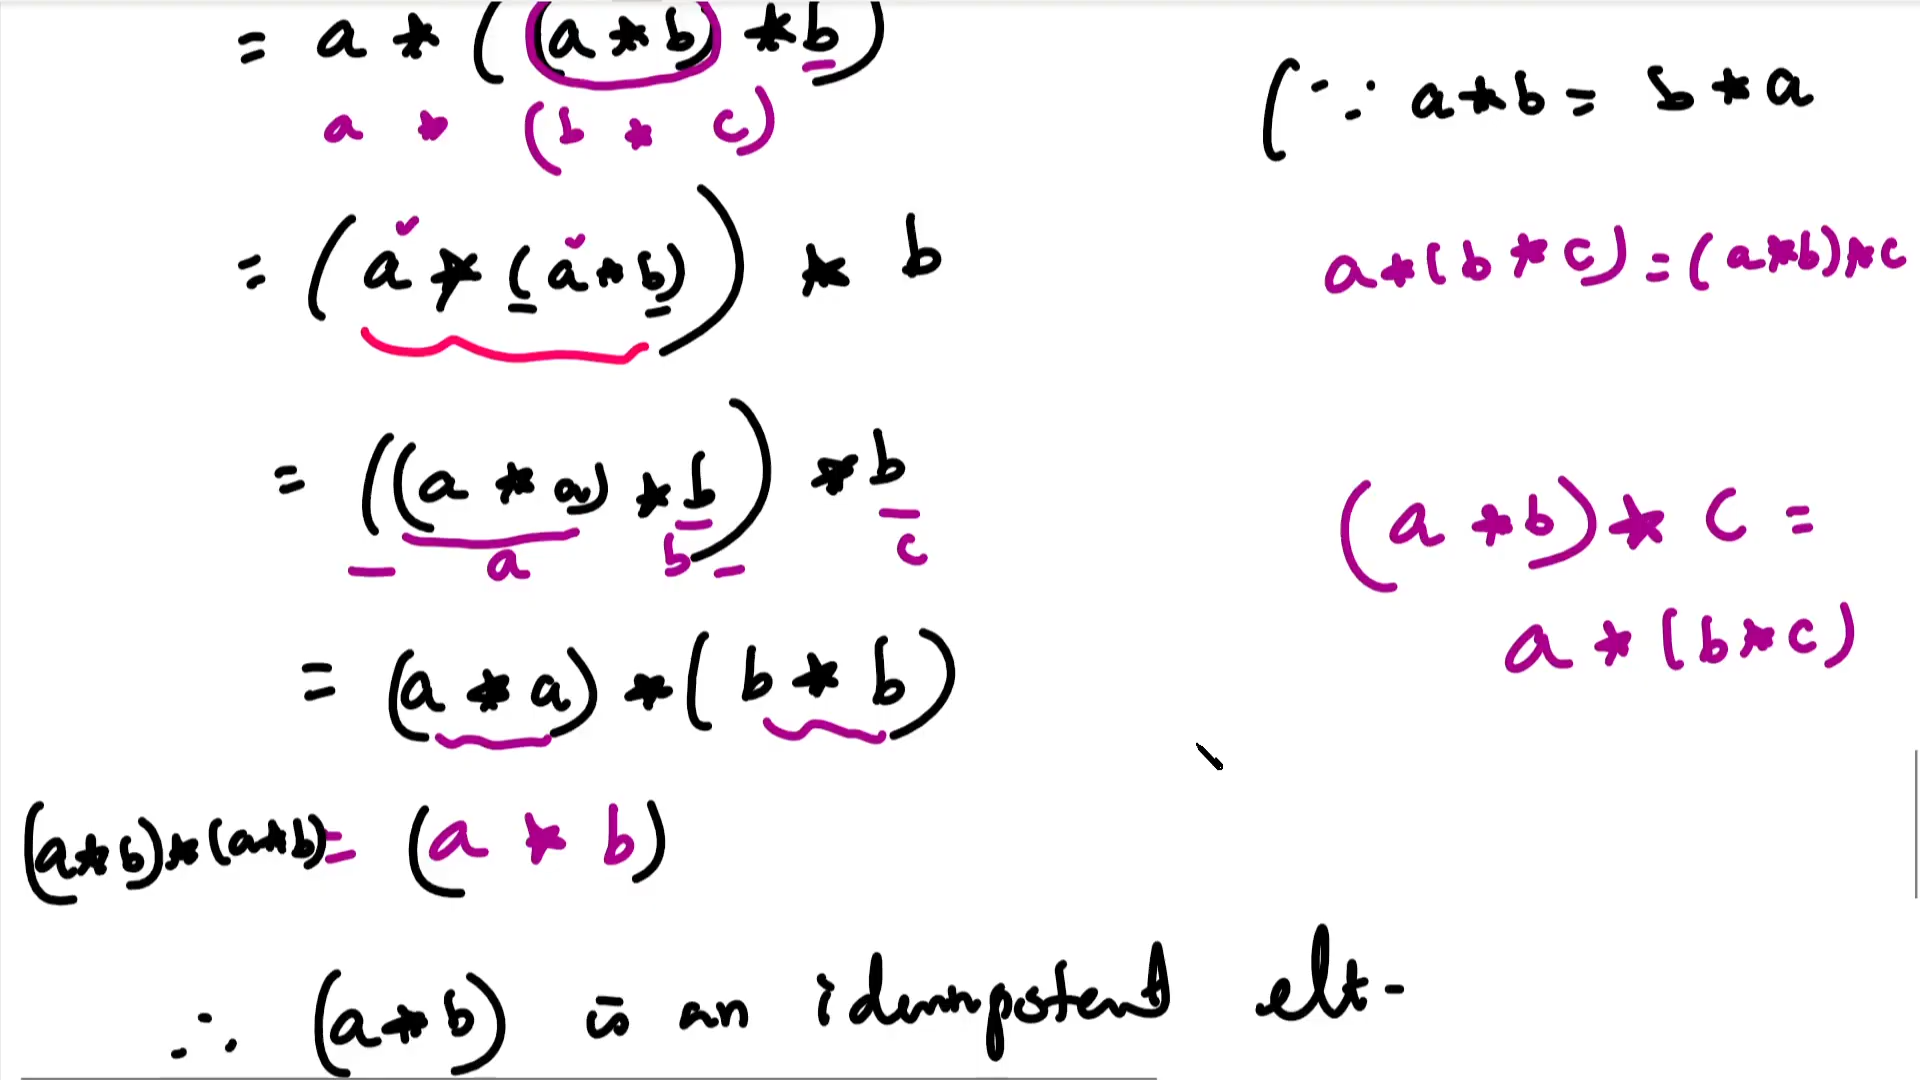 = a * ((a * b) * b)
a * (b * c)
(∵ a * b = b * a
= (a * (a * b)) * b
a * (b * c) = (a * b) * c
= ((a * a) * b) * b
a b c
(a * b) * c =
a * (b * c)
= (a * a) * (b * b)
(a * b) * (a * b) = (a * b)
∴ (a * b) is an idempotent elt-